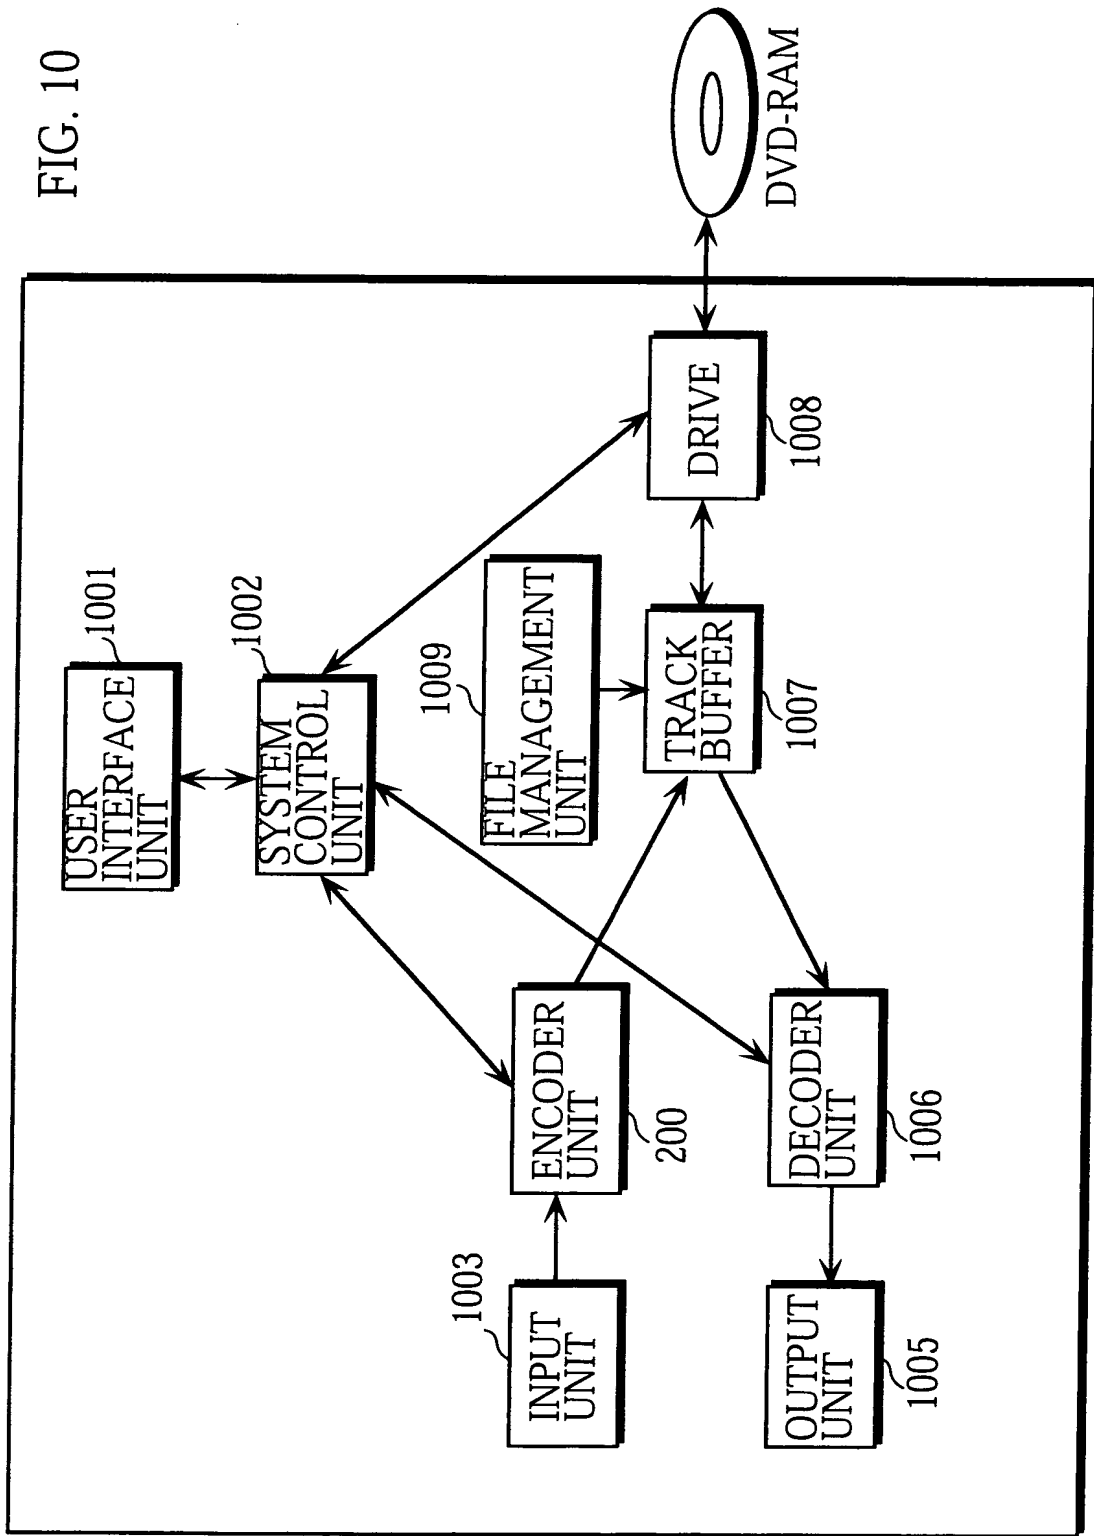 FIG. 10
USER
INTERFACE
UNIT
1001
SYSTEM
CONTROL
UNIT
1002
1003
INPUT
UNIT
ENCODER
UNIT
200
1009
FILE
MANAGEMENT
UNIT
TRACK
BUFFER
1007
DRIVE
1008
DVD-RAM
OUTPUT
UNIT
1005
DECODER
UNIT
1006